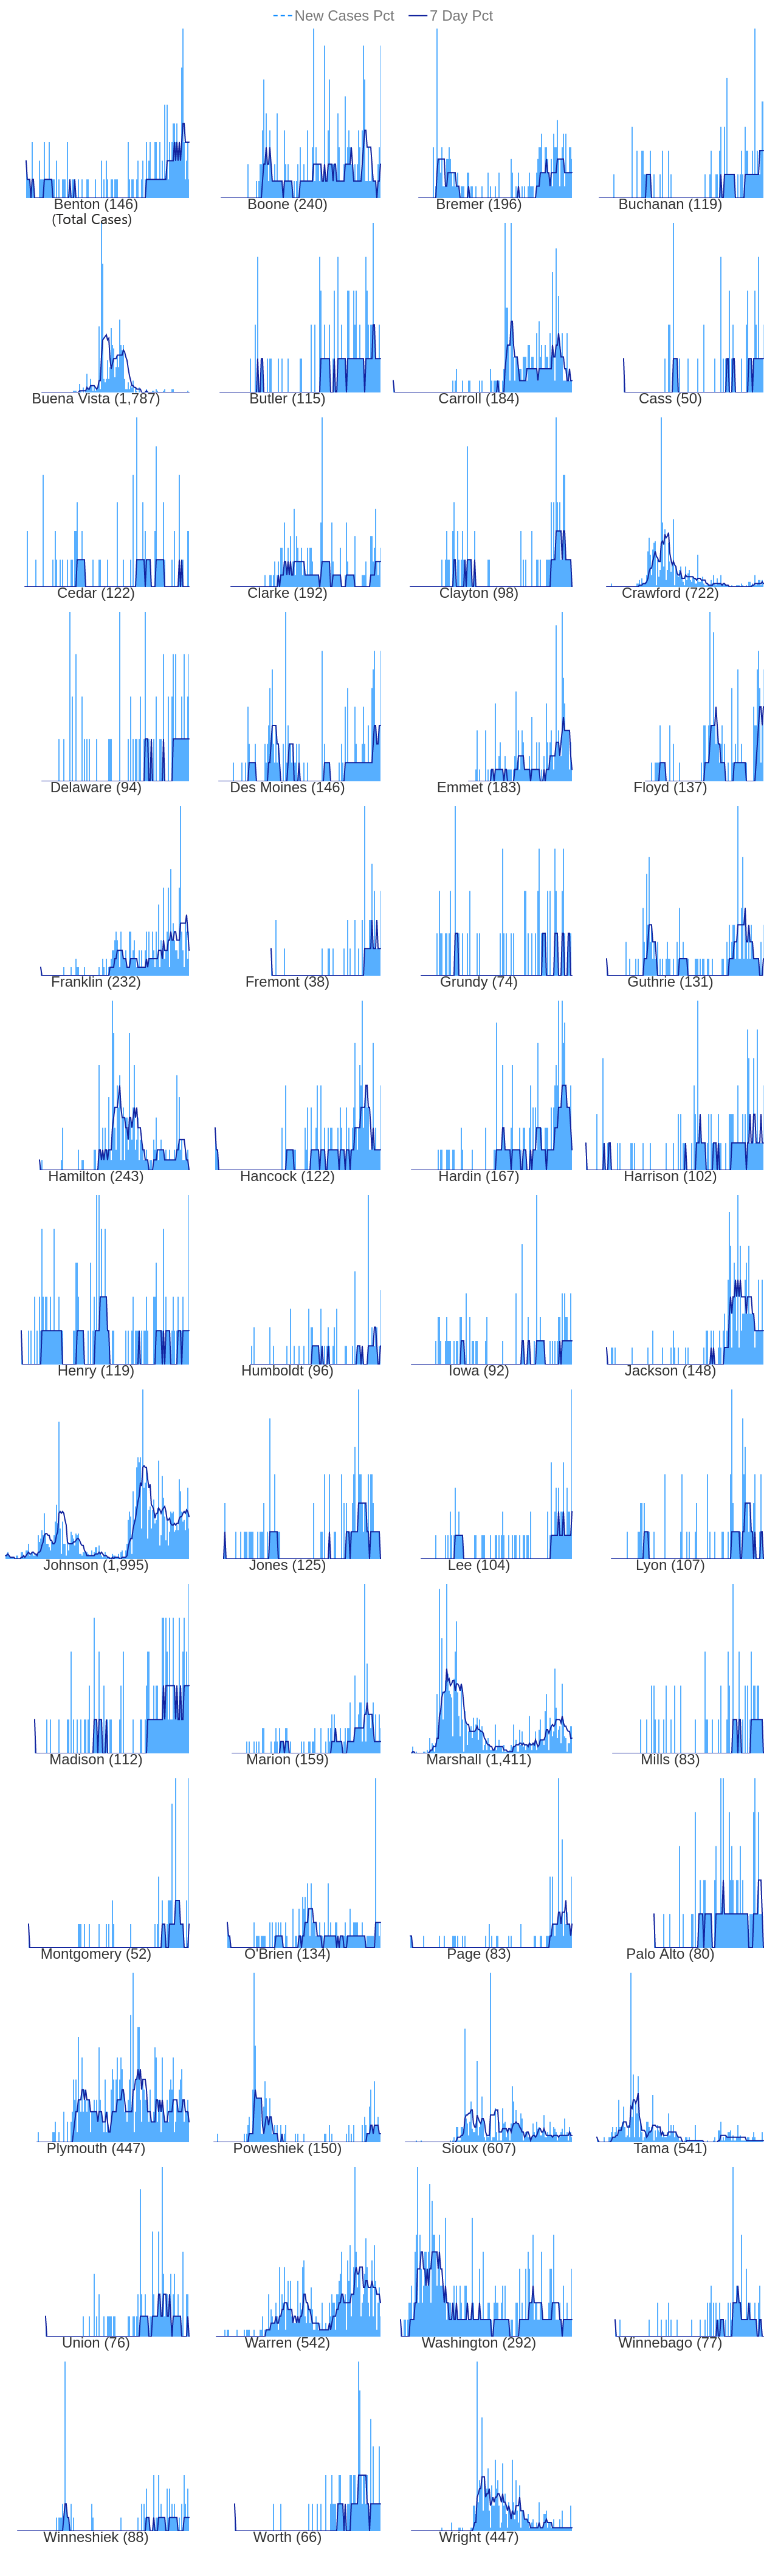 New Cases Pct 7 Day Pct
Benton (146) Boone (240) Bremer (196) Buchanan (119)
(Total Cases)
Buena Vista (1,787) Butler (115) Carroll (184) Cass (50)
Cedar (122) Clarke (192) Clayton (98) Crawford (722)
Delaware (94) Des Moines (146) Emmet (183) Floyd (137)
Franklin (232) Fremont (38) Grundy (74) Guthrie (131)
Hamilton (243) Hancock (122) Hardin (167) Harrison (102)
Henry (119) Humboldt (96) Iowa (92) Jackson (148)
Johnson (1,995) Jones (125) Lee (104) Lyon (107)
Madison (112) Marion (159) Marshall (1,411) Mills (83)
Montgomery (52) O'Brien (134) Page (83) Palo Alto (80)
Plymouth (447) Poweshiek (150) Sioux (607) Tama (541)
Union (76) Warren (542) Washington (292) Winnebago (77)
Winneshiek (88) Worth (66) Wright (447)